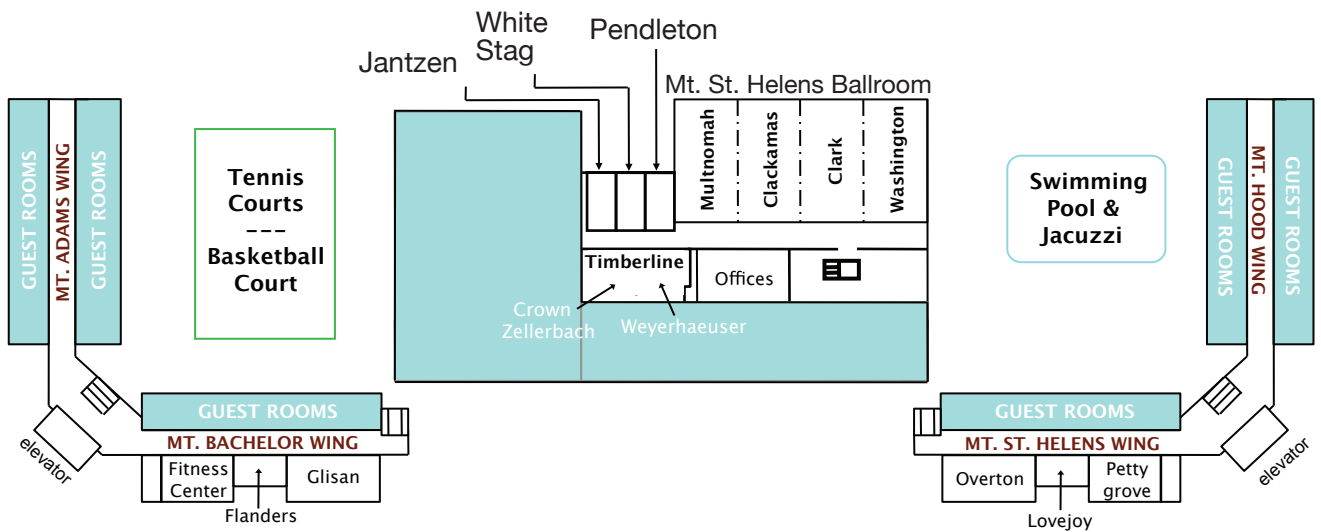 White
Stag
Pendleton
Jantzen
Mt. St. Helens Ballroom
GUEST ROOMS
MT. ADAMS WING
GUEST ROOMS
Tennis
Courts
---
Basketball
Court
Multnomah
Clackamas
Clark
Washington
Swimming
Pool &
Jacuzzi
GUEST ROOMS
MT. HOOD WING
GUEST ROOMS
Timberline
Offices
Crown
Zellerbach
Weyerhaeuser
GUEST ROOMS
MT. BACHELOR WING
elevator
Fitness
Center
Glisan
Flanders
GUEST ROOMS
MT. ST. HELENS WING
elevator
Overton
Petty
grove
Lovejoy